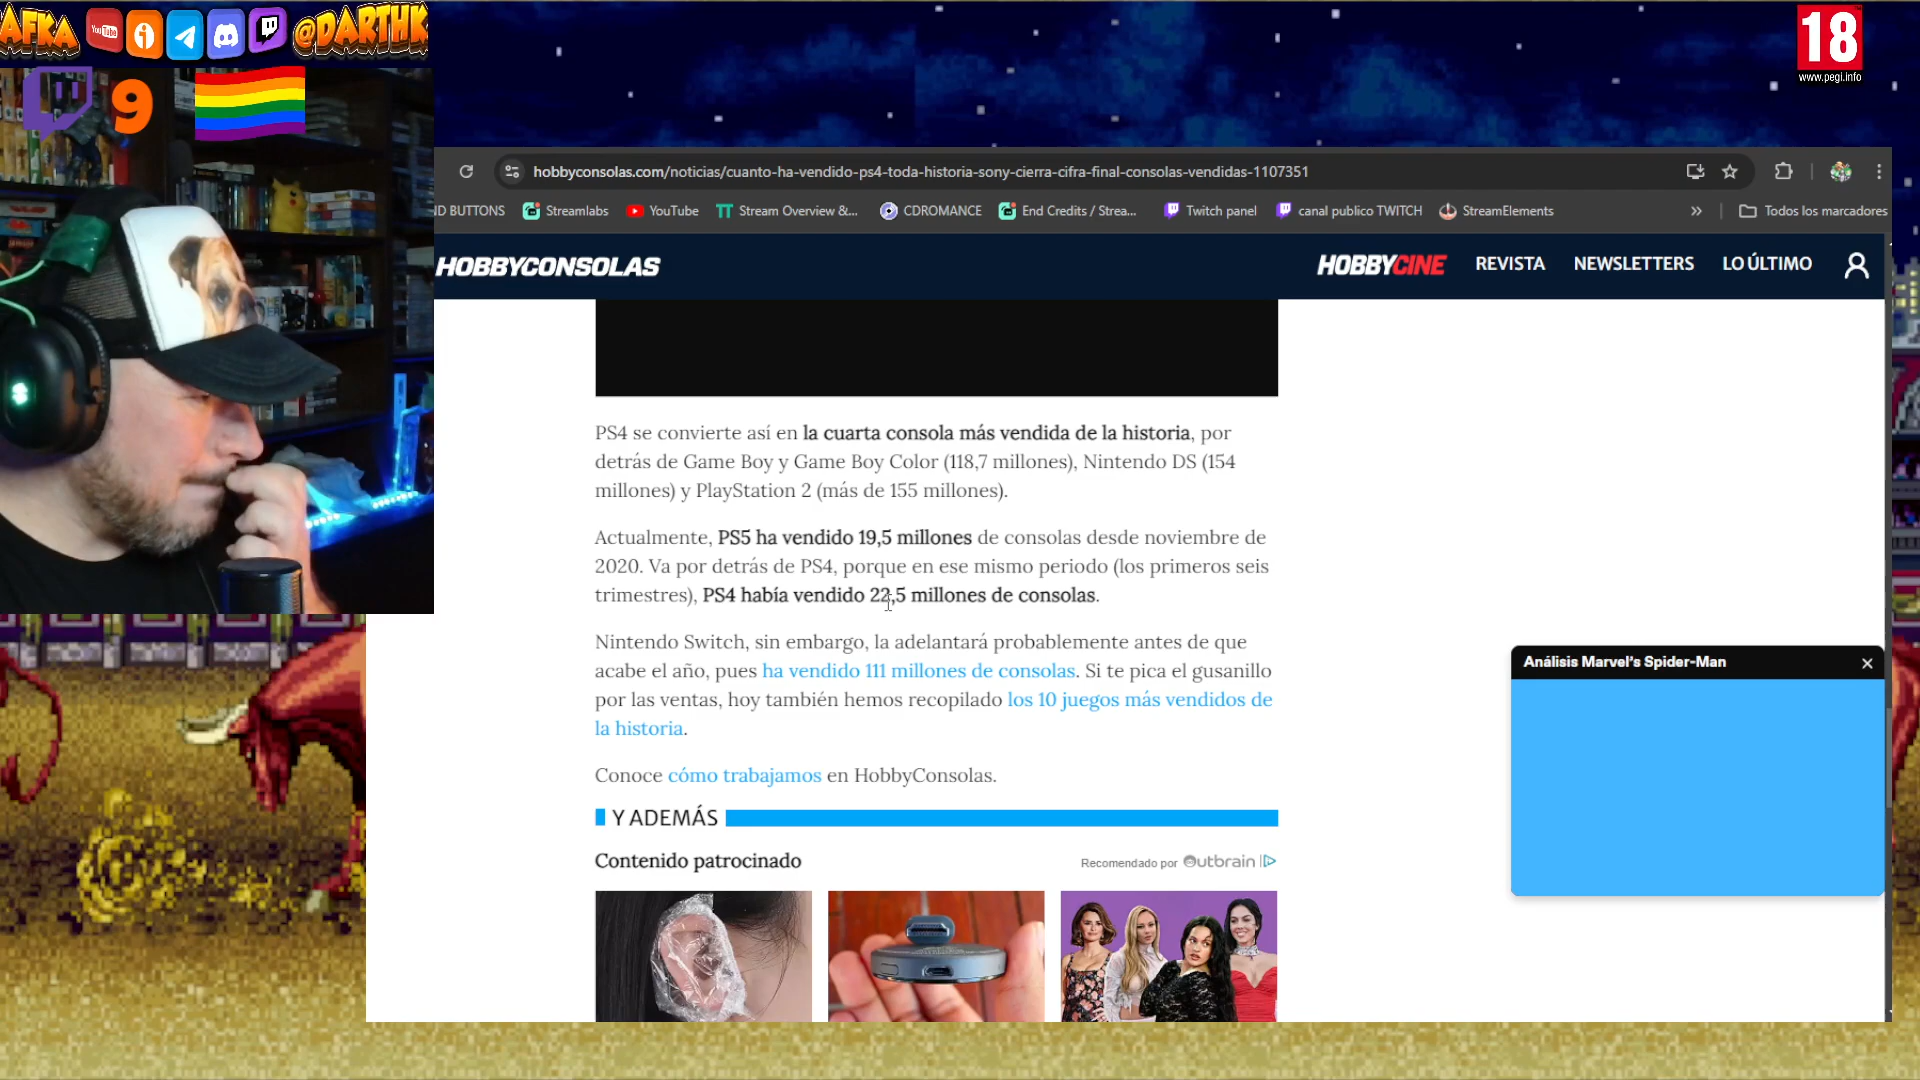 AFKA
YouTube
@DARTHK
18
www.pegi.info
9
hobbyconsolas.com/noticias/cuanto-ha-vendido-ps4-toda-historia-sony-cierra-cifra-final-consolas-vendidas-1107351
ND BUTTONS
Streamlabs
YouTube
Stream Overview &...
CDROMANCE
End Credits / Strea...
Twitch panel
canal publico TWITCH
StreamElements
»
Todos los marcadores
HOBBYCONSOLAS
HOBBYCINE
REVISTA
NEWSLETTERS
LO ÚLTIMO
PS4 se convierte así en la cuarta consola más vendida de la historia, por
detrás de Game Boy y Game Boy Color (118,7 millones), Nintendo DS (154
millones) y PlayStation 2 (más de 155 millones).
Actualmente, PS5 ha vendido 19,5 millones de consolas desde noviembre de
2020. Va por detrás de PS4, porque en ese mismo periodo (los primeros seis
trimestres), PS4 había vendido 22,5 millones de consolas.
Nintendo Switch, sin embargo, la adelantará probablemente antes de que
acabe el año, pues ha vendido 111 millones de consolas. Si te pica el gusanillo
por las ventas, hoy también hemos recopilado los 10 juegos más vendidos de
la historia.
Conoce cómo trabajamos en HobbyConsolas.
Análisis Marvel's Spider-Man
Y ADEMÁS
Contenido patrocinado
Recomendado por Outbrain